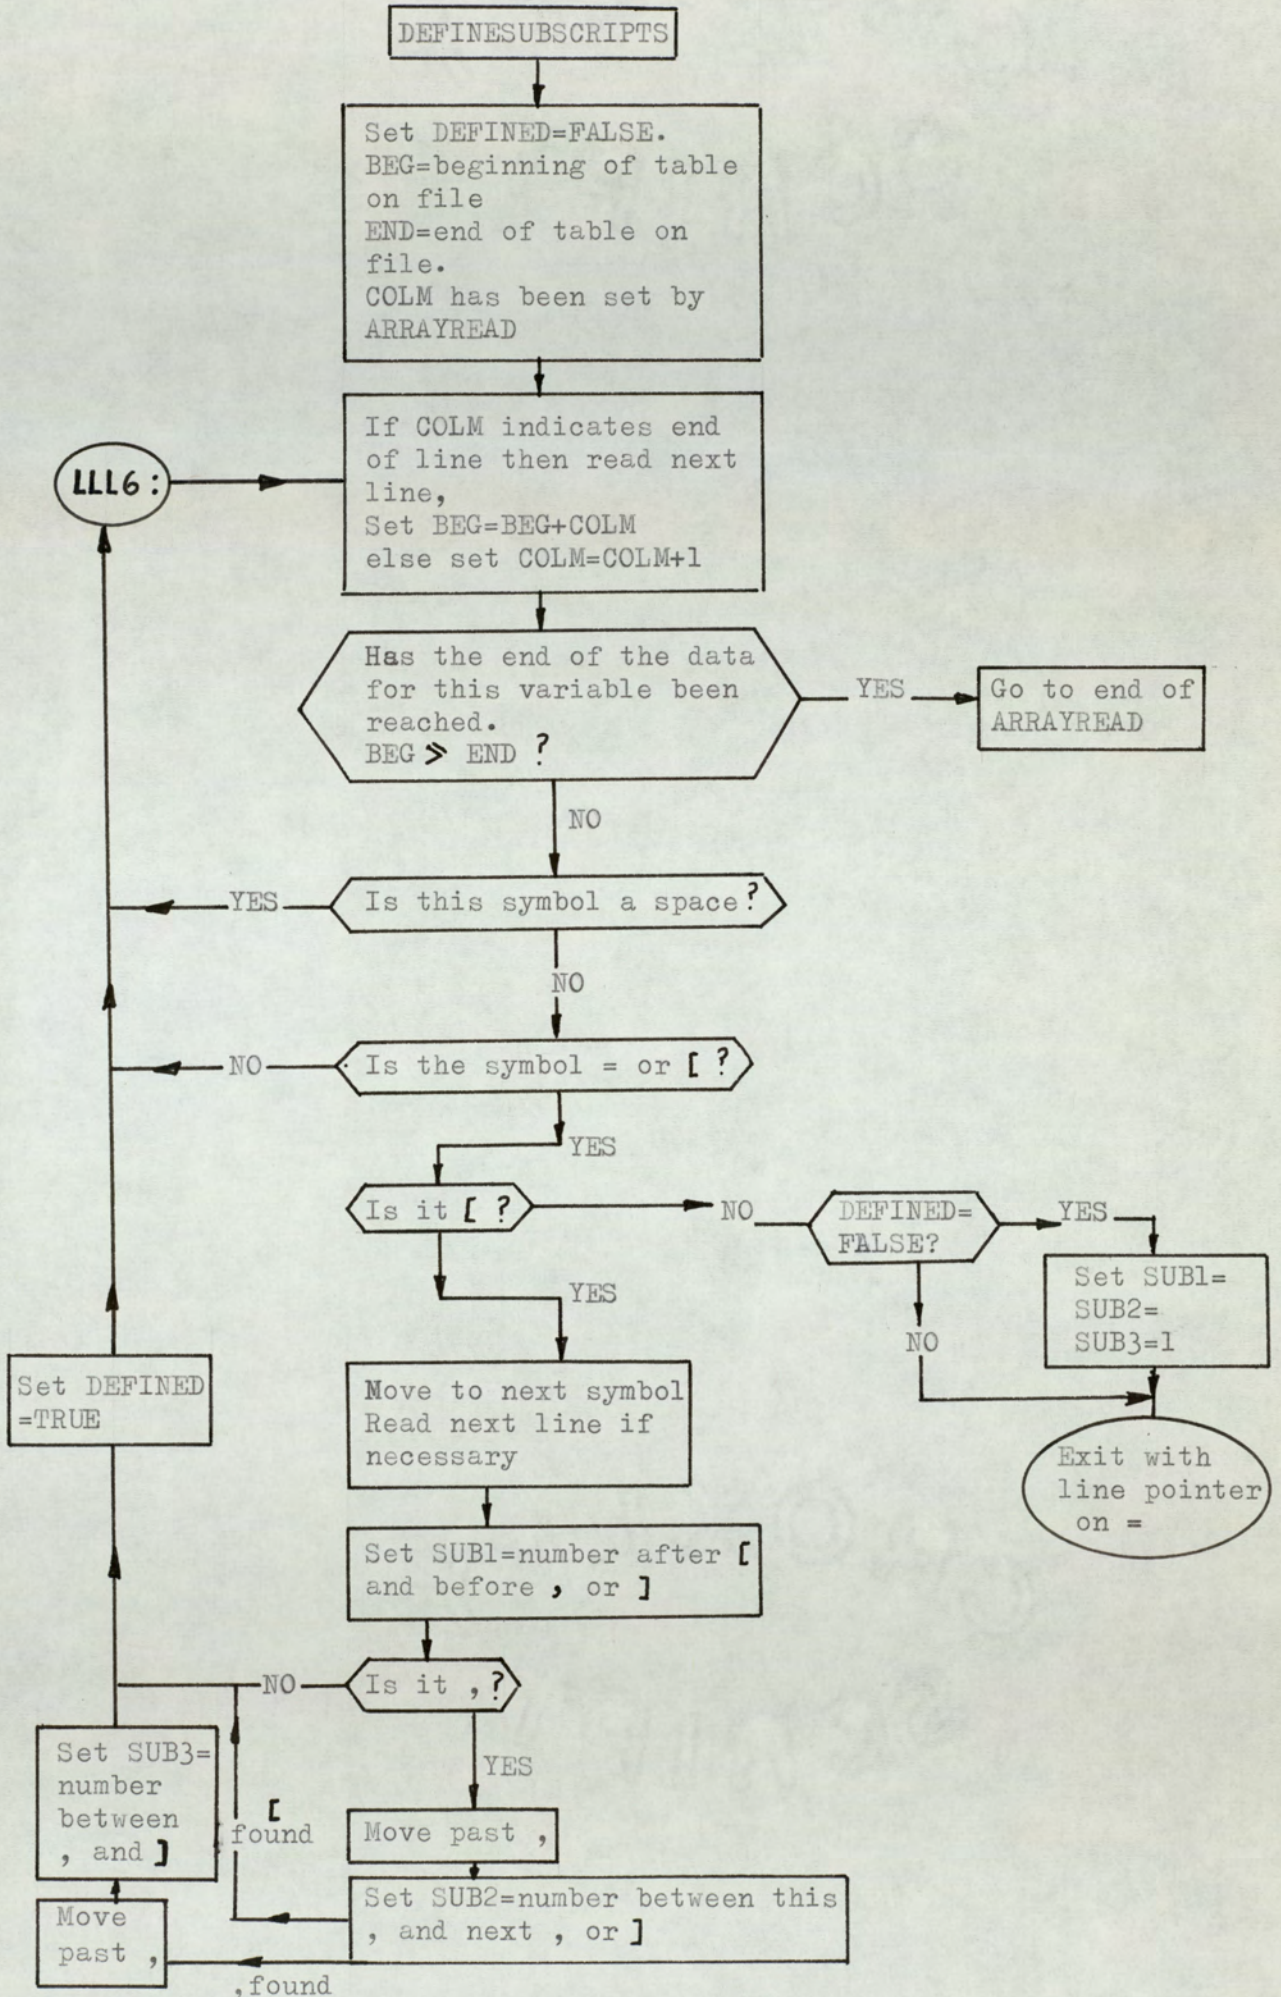 DEFINESUBSCRIPTS
Set DEFINED=FALSE.
BEG=beginning of table
on file
END=end of table on
file.
COLM has been set by
ARRAYREAD
LLL6:
If COLM indicates end
of line then read next
line,
Set BEG=BEG+COLM
else set COLM=COLM+1
Has the end of the data
for this variable been
reached.
BEG ⩾ END ?
YES
Go to end of
ARRAYREAD
NO
YES
Is this symbol a space?
NO
NO
Is the symbol = or [ ?
YES
Is it [ ?
NO
DEFINED=
FALSE?
YES
Set SUB1=
SUB2=
SUB3=1
NO
YES
Exit with
line pointer
on =
Set DEFINED
=TRUE
Move to next symbol
Read next line if
necessary
Set SUB1=number after [
and before , or ]
NO
Is it ,?
YES
Set SUB3=
number
between
, and ]
[
found
Move past ,
Set SUB2=number between this
, and next , or ]
Move
past ,
,found